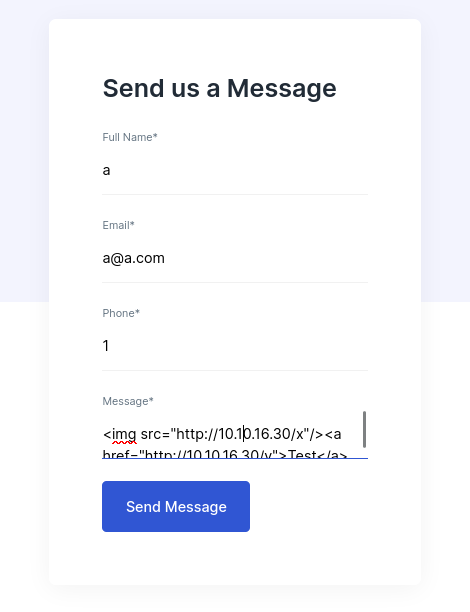 Send us a Message
Full Name*
a
Email*
a@a.com
Phone*
1
Message*
<img src="http://10.10.16.30/x"/><a
href="http://10.10.16.30/y">Test</a>
Send Message